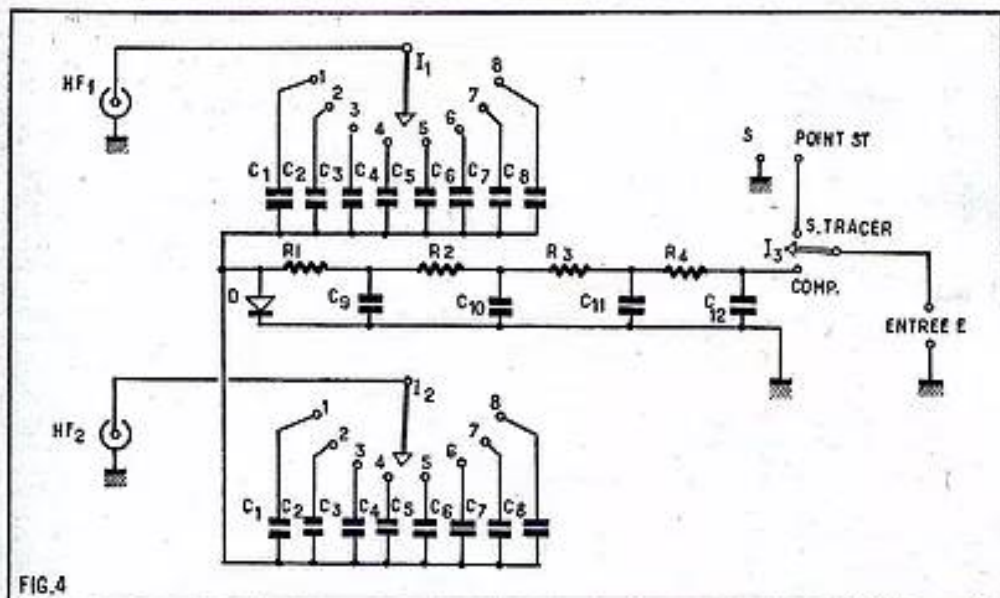 HF1
I1
1
2
3
4
5
6
7
8
C1 C2 C3 C4 C5 C6 C7 C8
S
POINT ST
S.TRACER
I3
COMP.
ENTREE E
R1 R2 R3 R4
D
C9 C10 C11 C12
HF2
I2
1
2
3
4
5
6
7
8
C1 C2 C3 C4 C5 C6 C7 C8
FIG.4